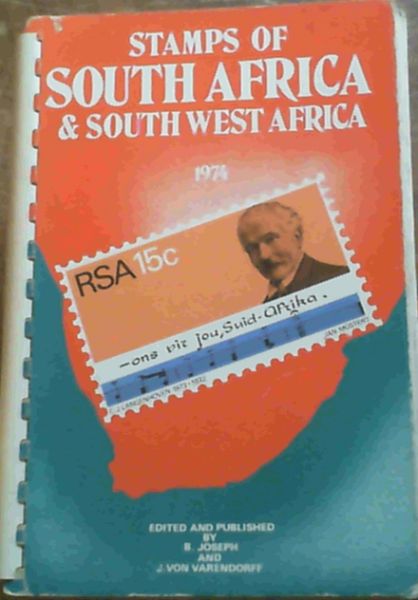 STAMPS OF
SOUTH AFRICA
& SOUTH WEST AFRICA
1974
RSA 15c
-ons vir jou, Suid-Afrika.
C.J. LANGENHOVEN 1873-1932
JAN MUSTERT
EDITED AND PUBLISHED
BY
B. JOSEPH
AND
J. VON VARENDORFF